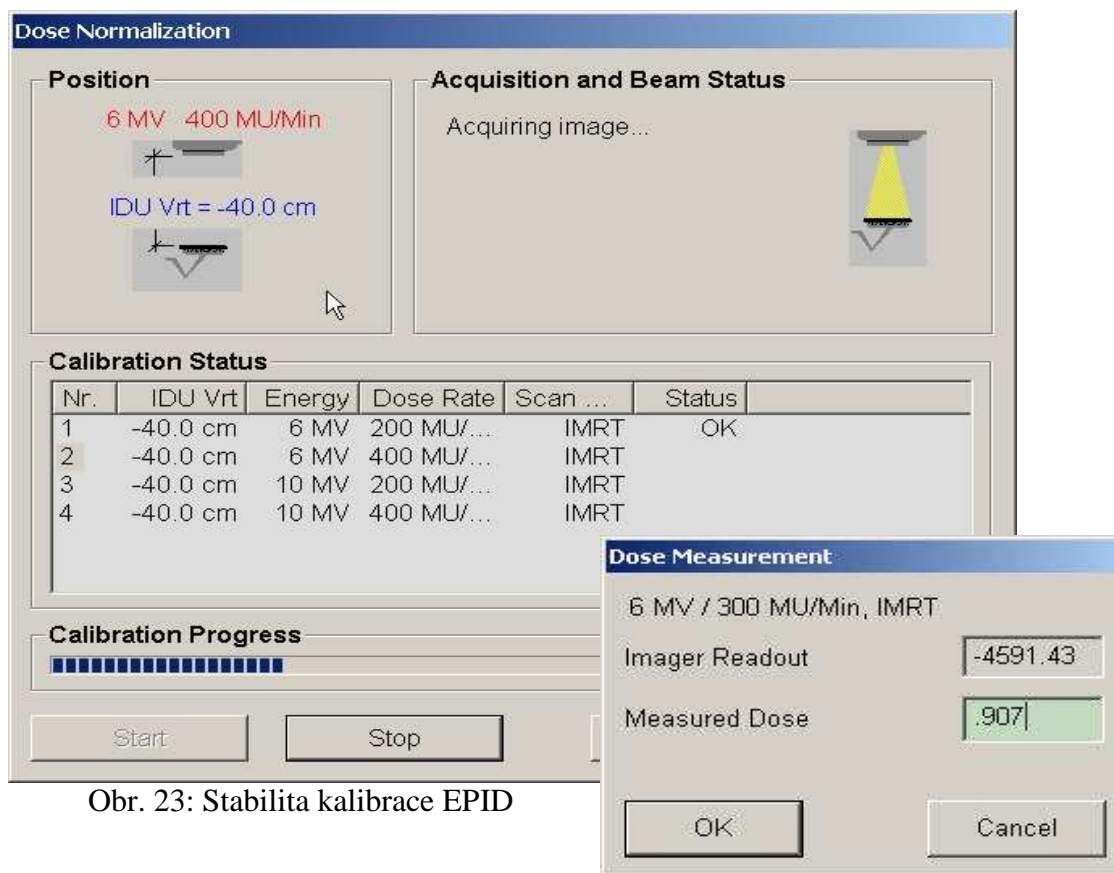 Dose Normalization
Position
6 MV 400 MU/Min
IDU Vrt = -40.0 cm
Acquisition and Beam Status
Acquiring image...
Calibration Status
Nr. IDU Vrt Energy Dose Rate Scan ... Status
1 -40.0 cm 6 MV 200 MU/... IMRT OK
2 -40.0 cm 6 MV 400 MU/... IMRT
3 -40.0 cm 10 MV 200 MU/... IMRT
4 -40.0 cm 10 MV 400 MU/... IMRT
Calibration Progress
Start Stop
Dose Measurement
6 MV / 300 MU/Min, IMRT
Imager Readout -4591.43
Measured Dose .907
OK Cancel
Obr. 23: Stabilita kalibrace EPID